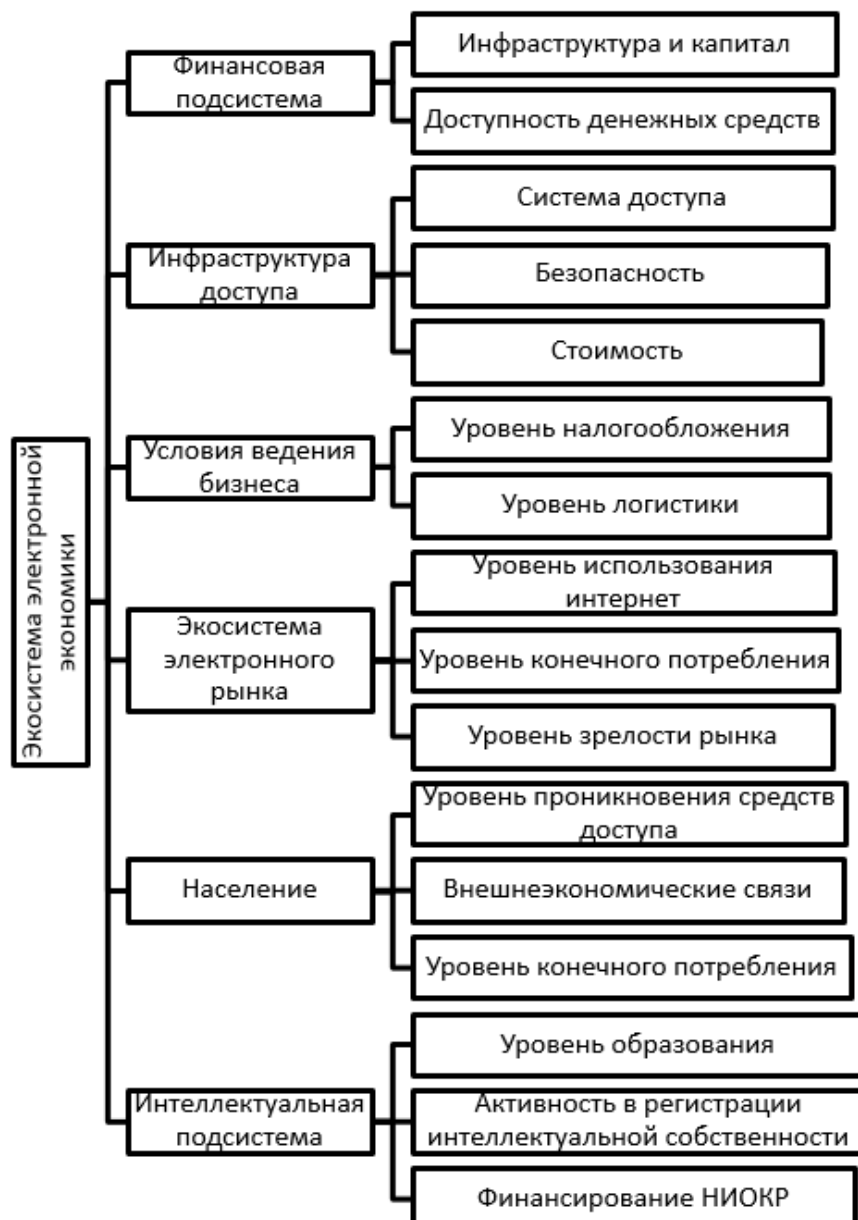 Экосистема электронной
экономики
Финансовая
подсистема
Инфраструктура и капитал
Доступность денежных средств
Инфраструктура
доступа
Система доступа
Безопасность
Стоимость
Условия ведения
бизнеса
Уровень налогообложения
Уровень логистики
Экосистема
электронного
рынка
Уровень использования
интернет
Уровень конечного потребления
Уровень зрелости рынка
Население
Уровень проникновения средств
доступа
Внешнеэкономические связи
Уровень конечного потребления
Интеллектуальная
подсистема
Уровень образования
Активность в регистрации
интеллектуальной собственности
Финансирование НИОКР